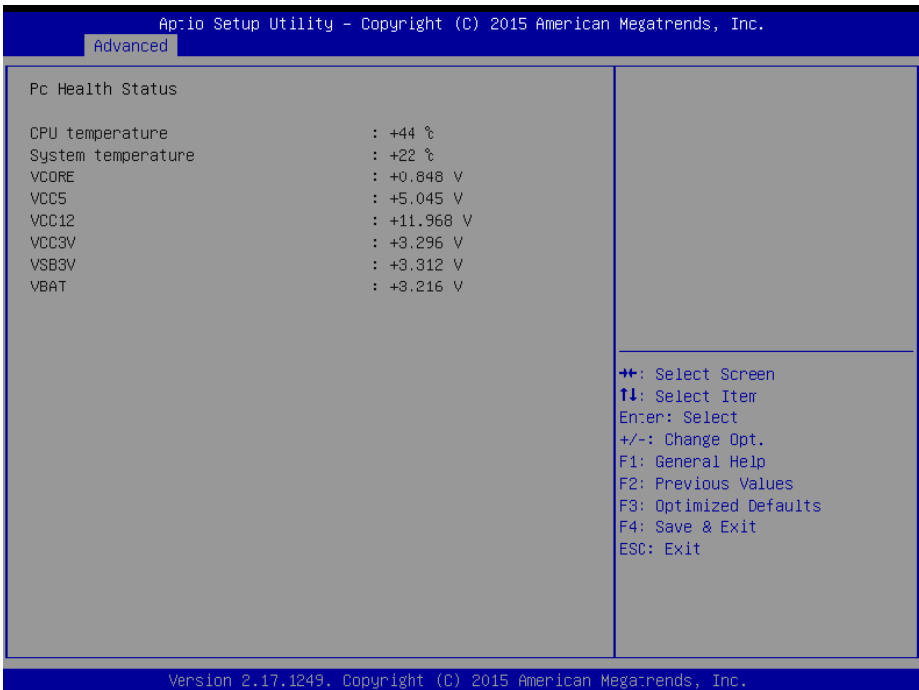 Aptio Setup Utility – Copyright (C) 2015 American Megatrends, Inc.
Advanced
Pc Health Status
CPU temperature : +44 ℃
System temperature : +22 ℃
VCORE : +0.848 V
VCC5 : +5.045 V
VCC12 : +11.968 V
VCC3V : +3.296 V
VSB3V : +3.312 V
VBAT : +3.216 V
→←: Select Screen
↑↓: Select Item
Enter: Select
+/-: Change Opt.
F1: General Help
F2: Previous Values
F3: Optimized Defaults
F4: Save & Exit
ESC: Exit
Version 2.17.1249. Copyright (C) 2015 American Megatrends, Inc.